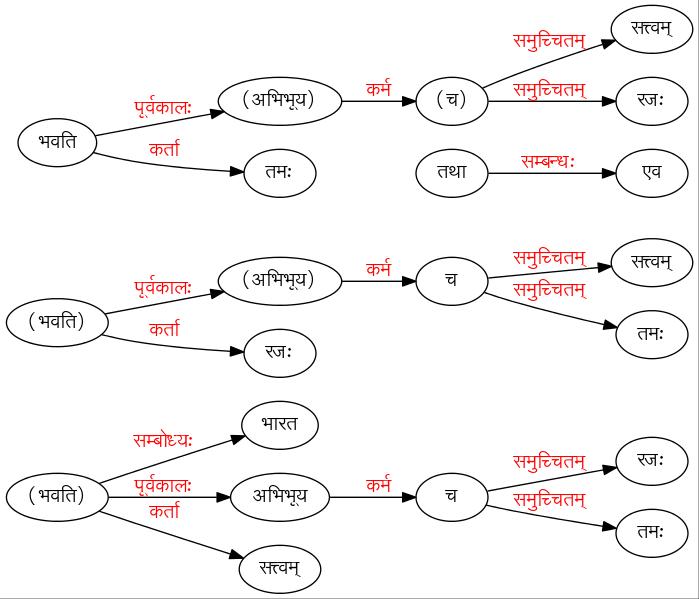 समुच्चितम् सत्त्वम्
पूर्वकालः (अभिभूय) कर्म (च) समुच्चितम् रजः
भवति
कर्ता तमः तथा सम्बन्धः एव
पूर्वकालः (अभिभूय) कर्म च समुच्चितम् सत्त्वम्
(भवति) समुच्चितम्
कर्ता रजः तमः
सम्बोध्यः भारत
समुच्चितम् रजः
(भवति) पूर्वकालः अभिभूय कर्म च
कर्ता समुच्चितम् तमः
सत्त्वम्